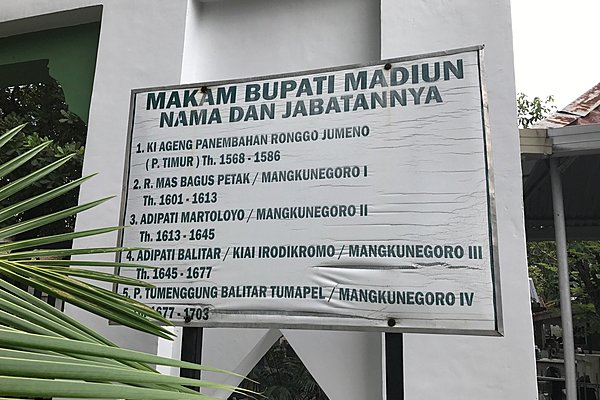 MAKAM BUPATI MADIUN
NAMA DAN JABATANNYA
1. KI AGENG PANEMBAHAN RONGGO JUMENO
( P. TIMUR ) Th. 1568 - 1586
2. R. MAS BAGUS PETAK / MANGKUNEGORO I
Th. 1601 - 1613
3. ADIPATI MARTOLOYO / MANGKUNEGORO II
Th. 1613 - 1645
4. ADIPATI BALITAR / KIAI IRODIKROMO / MANGKUNEGORO III
Th. 1645 - 1677
5. P. TUMENGGUNG BALITAR TUMAPEL / MANGKUNEGORO IV
1677 - 1703